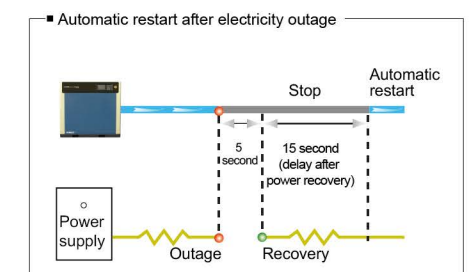 ■ Automatic restart after electricity outage
Automatic
restart
Stop
5
second
15 second
(delay after
power recovery)
Power
supply
Outage
Recovery